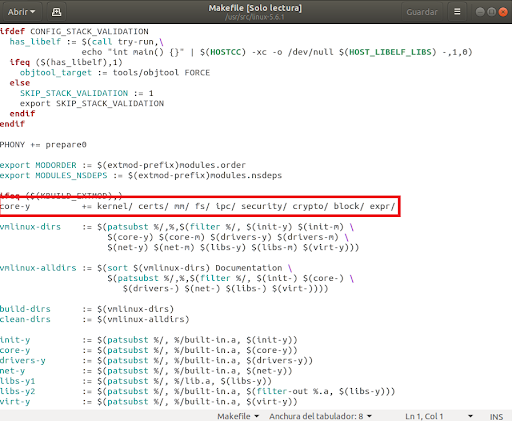 Abrir
Makefile [Solo lectura]
/usr/src/linux-5.6.1
Guardar
ifdef CONFIG_STACK_VALIDATION
  has_libelf := $(call try-run,\
                echo "int main() {}" | $(HOSTCC) -xc -o /dev/null $(HOST_LIBELF_LIBS) -,1,0)
  ifeq ($(has_libelf),1)
    objtool_target := tools/objtool FORCE
  else
    SKIP_STACK_VALIDATION := 1
    export SKIP_STACK_VALIDATION
  endif
endif
PHONY += prepare0
export MODORDER := $(extmod-prefix)modules.order
export MODULES_NSDEPS := $(extmod-prefix)modules.nsdeps
ifeq ($(KBUILD_EXTMOD),)
core-y          += kernel/ certs/ mm/ fs/ ipc/ security/ crypto/ block/ expr/
vmlinux-dirs    := $(patsubst %/,%,$(filter %/, $(init-y) $(init-m) \
                     $(core-y) $(core-m) $(drivers-y) $(drivers-m) \
                     $(net-y) $(net-m) $(libs-y) $(libs-m) $(virt-y)))
vmlinux-alldirs := $(sort $(vmlinux-dirs) Documentation \
                     $(patsubst %/,%,$(filter %/, $(init-) $(core-) \
                        $(drivers-) $(net-) $(libs-) $(virt-))))
build-dirs      := $(vmlinux-dirs)
clean-dirs      := $(vmlinux-alldirs)
init-y          := $(patsubst %/, %/built-in.a, $(init-y))
core-y          := $(patsubst %/, %/built-in.a, $(core-y))
drivers-y       := $(patsubst %/, %/built-in.a, $(drivers-y))
net-y           := $(patsubst %/, %/built-in.a, $(net-y))
libs-y1         := $(patsubst %/, %/lib.a, $(libs-y))
libs-y2         := $(patsubst %/, %/built-in.a, $(filter-out %.a, $(libs-y)))
virt-y          := $(patsubst %/, %/built-in.a, $(virt-y))
Makefile
Anchura del tabulador: 8
Ln 1, Col 1
INS